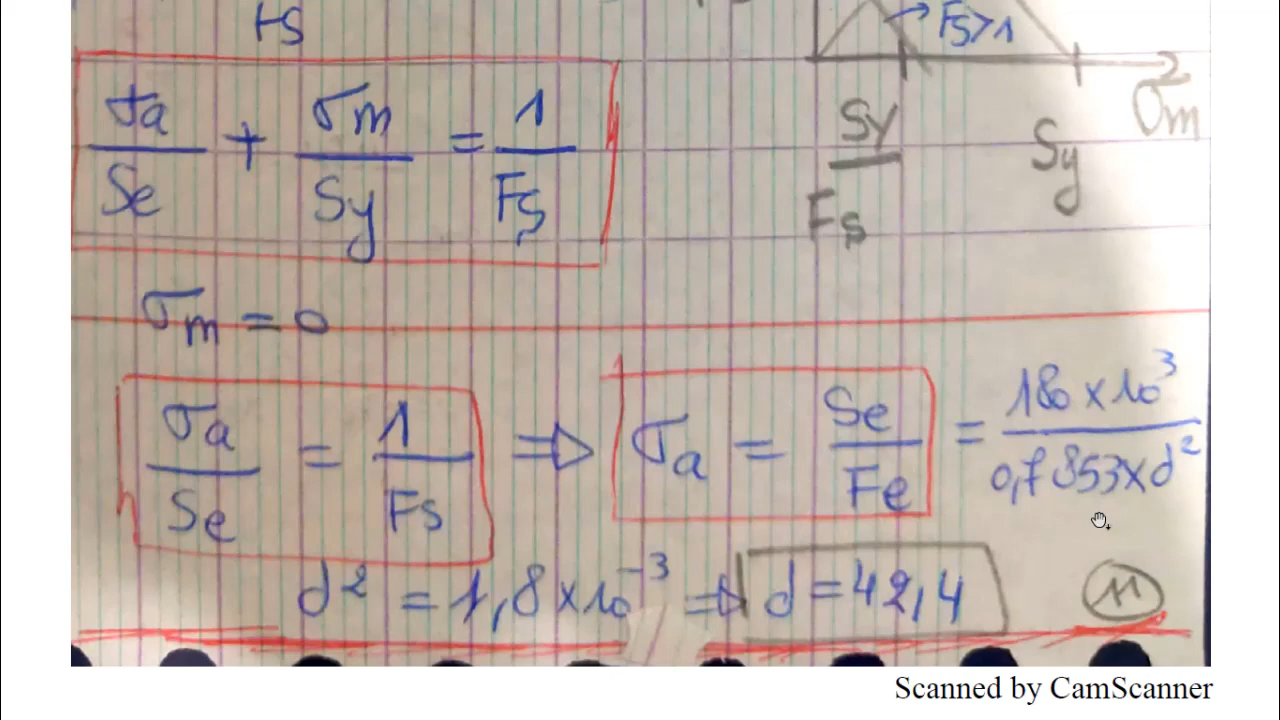 Fs
Fs>1
σa/Se + σm/Sy = 1/Fs
Sy/Fs
Sy
σm
σm = 0
σa/Se = 1/Fs ⇒ σa = Se/Fe = 180 x 10³/0,7853 x d²
d² = 1,8 x 10⁻³ ⇒ d = 42,4
11
Scanned by CamScanner